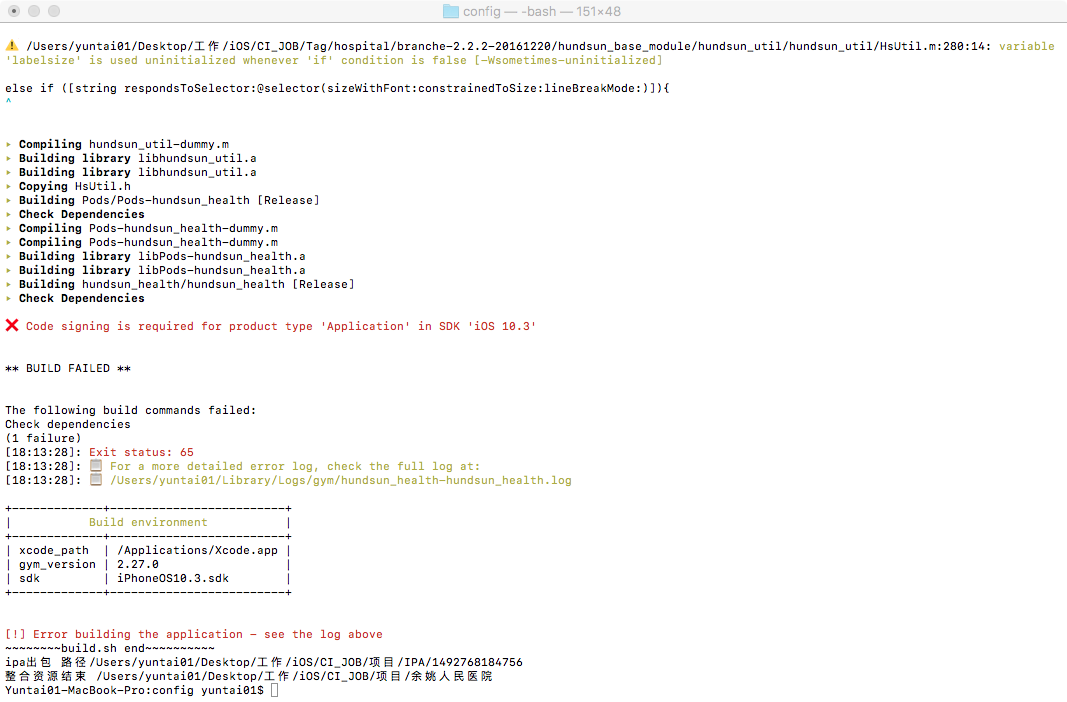 config — -bash — 151×48
⚠️ /Users/yuntai01/Desktop/工作/iOS/CI_JOB/Tag/hospital/branche-2.2.2-20161220/hundsun_base_module/hundsun_util/hundsun_util/HsUtil.m:280:14: variable
'labelsize' is used uninitialized whenever 'if' condition is false [-Wsometimes-uninitialized]
else if ([string respondsToSelector:@selector(sizeWithFont:constrainedToSize:lineBreakMode:)]){
^
▸ Compiling hundsun_util-dummy.m
▸ Building library libhundsun_util.a
▸ Building library libhundsun_util.a
▸ Copying HsUtil.h
▸ Building Pods/Pods-hundsun_health [Release]
▸ Check Dependencies
▸ Compiling Pods-hundsun_health-dummy.m
▸ Compiling Pods-hundsun_health-dummy.m
▸ Building library libPods-hundsun_health.a
▸ Building library libPods-hundsun_health.a
▸ Building hundsun_health/hundsun_health [Release]
▸ Check Dependencies
❌ Code signing is required for product type 'Application' in SDK 'iOS 10.3'
** BUILD FAILED **
The following build commands failed:
Check dependencies
(1 failure)
[18:13:28]: Exit status: 65
[18:13:28]: 📋 For a more detailed error log, check the full log at:
[18:13:28]: 📋 /Users/yuntai01/Library/Logs/gym/hundsun_health-hundsun_health.log
+-------------+-------------------------+
| Build environment |
+-------------+-------------------------+
| xcode_path | /Applications/Xcode.app |
| gym_version | 2.27.0 |
| sdk | iPhoneOS10.3.sdk |
+-------------+-------------------------+
[!] Error building the application - see the log above
~~~~~~~~build.sh end~~~~~~~~~~
ipa出包 路径/Users/yuntai01/Desktop/工作/iOS/CI_JOB/项目/IPA/1492768184756
整合资源结束 /Users/yuntai01/Desktop/工作/iOS/CI_JOB/项目/余姚人民医院
Yuntai01-MacBook-Pro:config yuntai01$